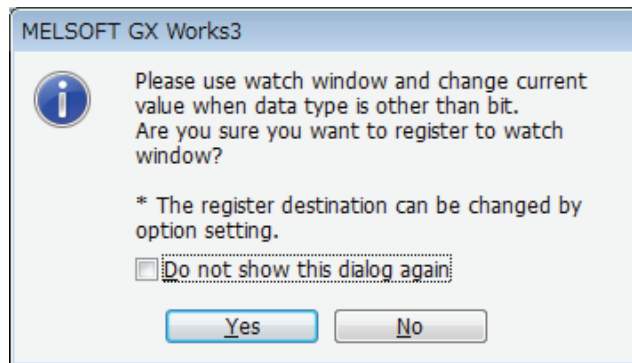 MELSOFT GX Works3
Please use watch window and change current
value when data type is other than bit.
Are you sure you want to register to watch
window?
* The register destination can be changed by
option setting.
Do not show this dialog again
Yes
No